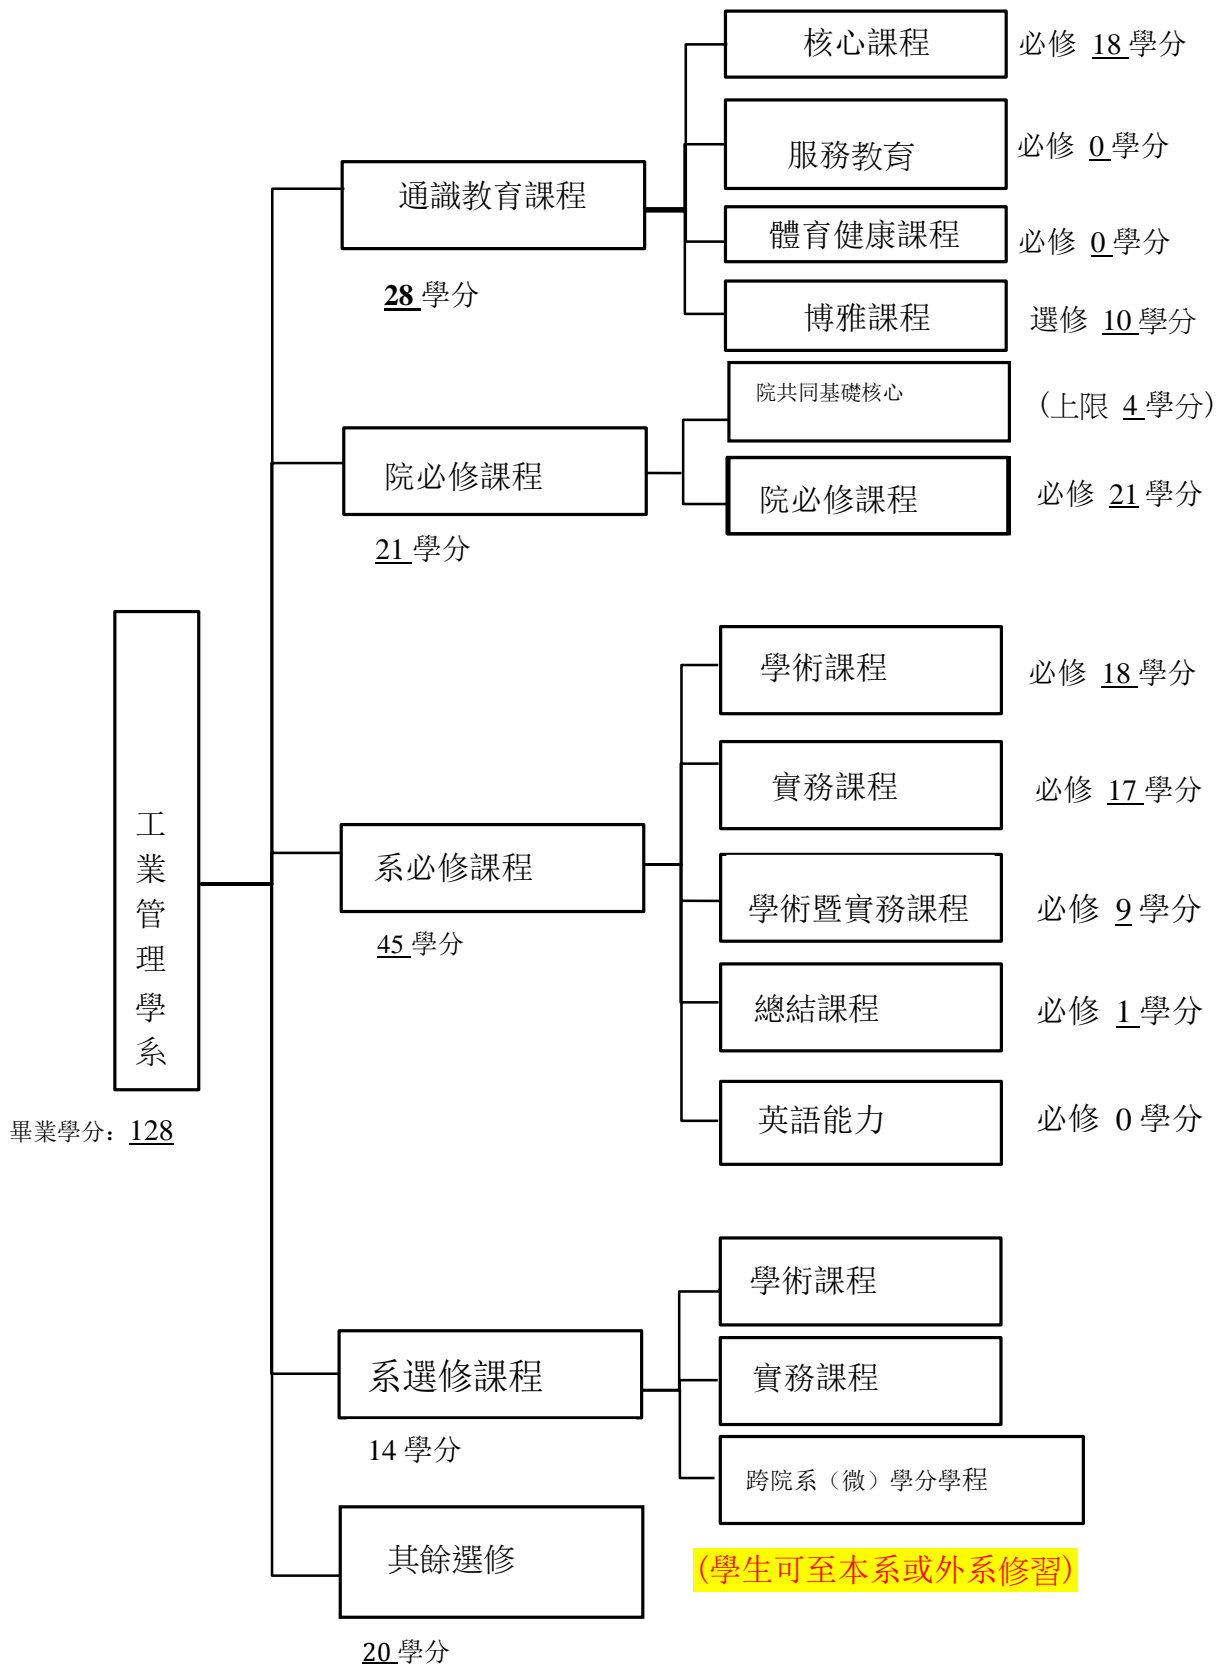 核心課程
必修 18 學分
服務教育
必修 0 學分
通識教育課程
體育健康課程
必修 0 學分
28 學分
博雅課程
選修 10 學分
院共同基礎核心
(上限 4 學分)
院必修課程
院必修課程
必修 21 學分
21 學分
學術課程
必修 18 學分
實務課程
必修 17 學分
工業管理學系
系必修課程
學術暨實務課程
必修 9 學分
45 學分
總結課程
必修 1 學分
英語能力
必修 0 學分
畢業學分：128
學術課程
系選修課程
實務課程
14 學分
跨院系（微）學分學程
其餘選修
(學生可至本系或外系修習)
20 學分